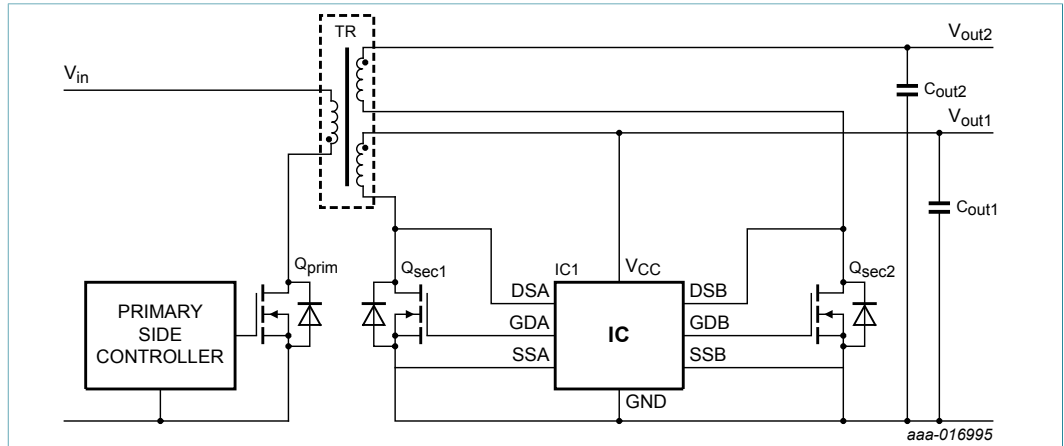 TR
Vout2
Vin
Cout2
Vout1
Cout1
Qprim
Qsec1
IC1
VCC
Qsec2
DSA
DSB
PRIMARY
SIDE
CONTROLLER
GDA
IC
GDB
SSA
SSB
GND
aaa-016995